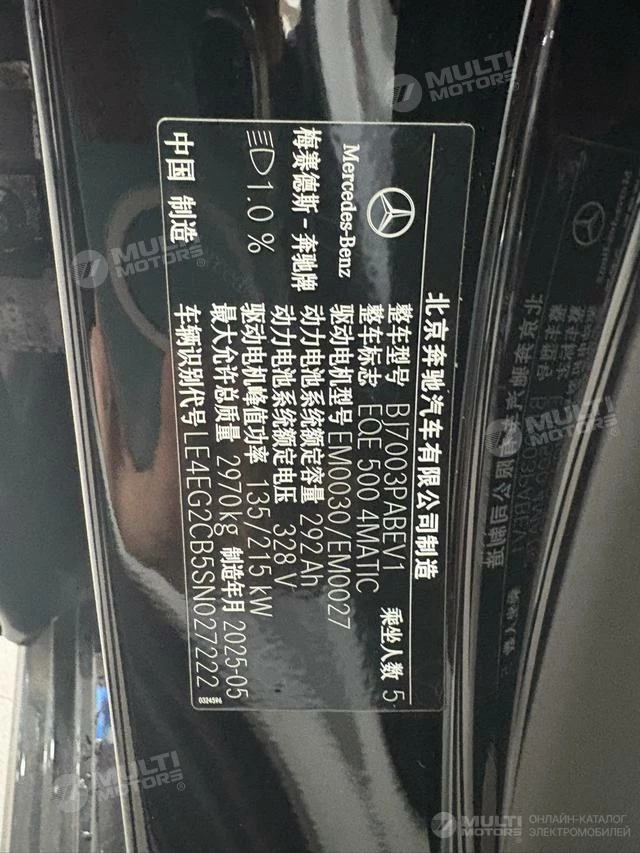 北京奔驰汽车有限公司制造
Mercedes-Benz
梅赛德斯-奔驰牌
1.0 %
中国 制造
整车型号 BJ7003PABEV1 乘坐人数 5
整车标志 EQE 500 4MATIC
驱动电机型号 EM0030/EM0027
动力电池系统额定容量 292Ah
动力电池系统额定电压 328 V
驱动电机峰值功率 135/215 kW
最大允许总质量 2970kg 制造年月 2025-05
车辆识别代号 LE4EG2CB5SN027222
0324596
MULTI MOTORS®
MULTI MOTORS®
MULTI MOTORS®
MULTI MOTORS®
MULTI MOTORS®
MULTI MOTORS
ОНЛАЙН-КАТАЛОГ
ЭЛЕКТРОМОБИЛЕЙ